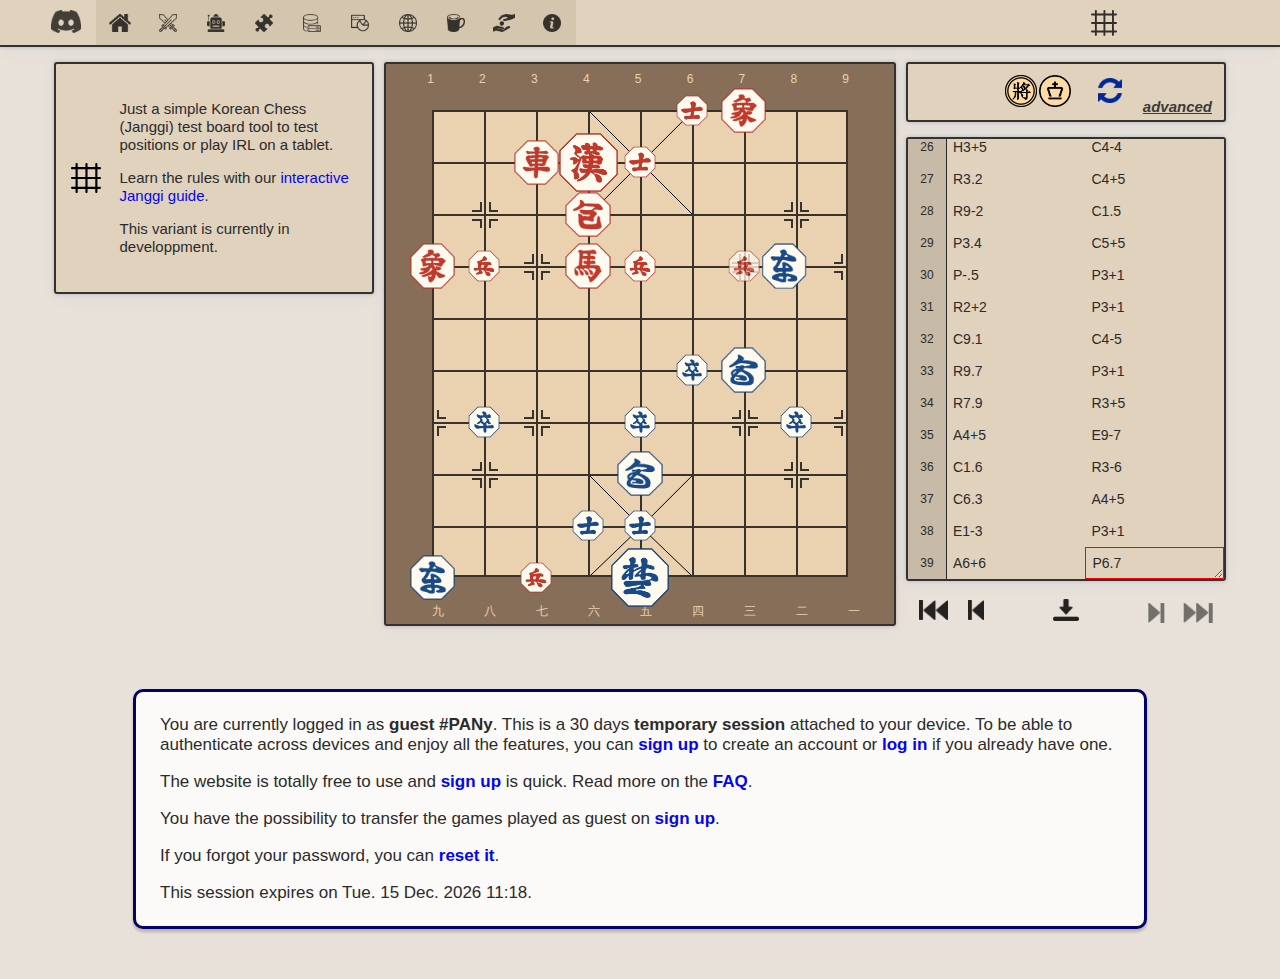 Just a simple Korean Chess
(Janggi) test board tool to test
positions or play IRL on a tablet.
Learn the rules with our interactive
Janggi guide.
This variant is currently in
developpment.
1 2 3 4 5 6 7 8 9
士 象
車 漢 士
包
象 兵 馬 兵 兵 車
卒 包
卒 卒 卒
包
士 士
車 兵 楚
九 八 七 六 五 四 三 二 一
將
advanced
26 H3+5 C4-4
27 R3.2 C4+5
28 R9-2 C1.5
29 P3.4 C5+5
30 P-.5 P3+1
31 R2+2 P3+1
32 C9.1 C4-5
33 R9.7 P3+1
34 R7.9 R3+5
35 A4+5 E9-7
36 C1.6 R3-6
37 C6.3 A4+5
38 E1-3 P3+1
39 A6+6 P6.7
You are currently logged in as guest #PANy. This is a 30 days temporary session attached to your device. To be able to
authenticate across devices and enjoy all the features, you can sign up to create an account or log in if you already have one.
The website is totally free to use and sign up is quick. Read more on the FAQ.
You have the possibility to transfer the games played as guest on sign up.
If you forgot your password, you can reset it.
This session expires on Tue. 15 Dec. 2026 11:18.